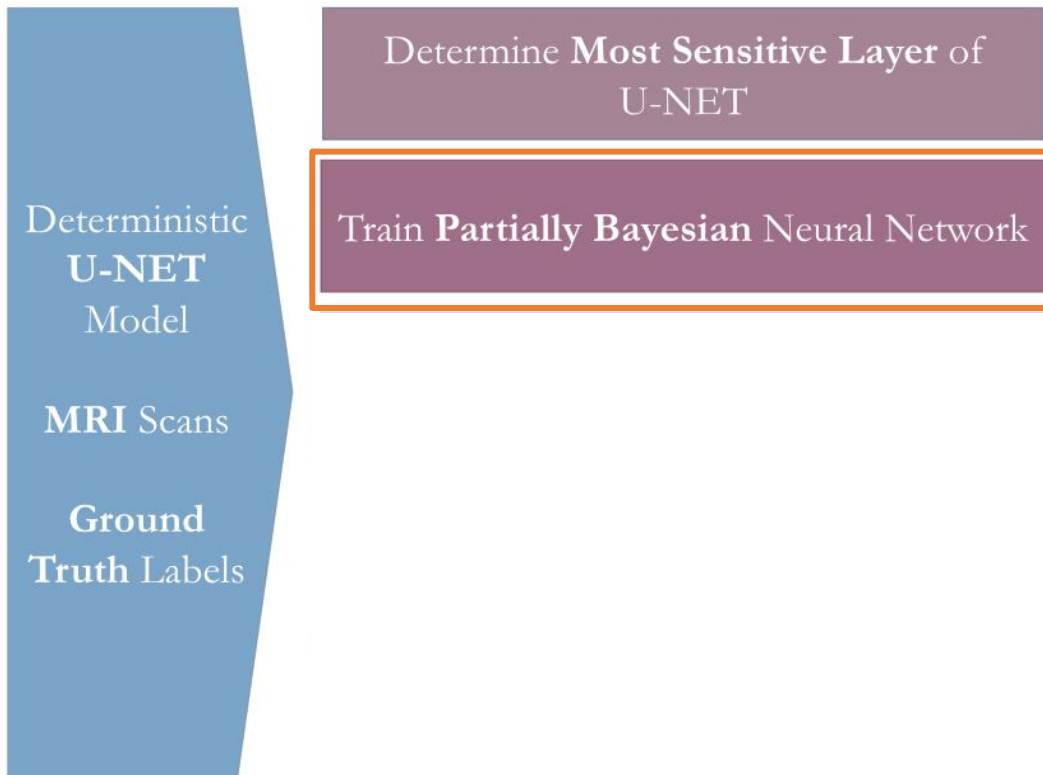 Determine Most Sensitive Layer of
U-NET
Train Partially Bayesian Neural Network
Deterministic
U-NET
Model
MRI Scans
Ground
Truth Labels